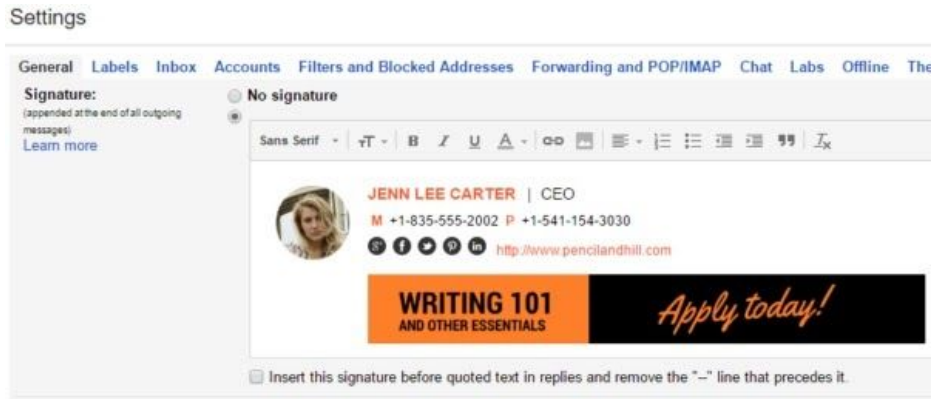 Settings
General Labels Inbox Accounts Filters and Blocked Addresses Forwarding and POP/IMAP Chat Labs Offline The
Signature:
(appended at the end of all outgoing
messages)
Learn more
No signature
Sans Serif
JENN LEE CARTER | CEO
M +1-835-555-2002 P +1-541-154-3030
http://www.pencilandhill.com
WRITING 101
AND OTHER ESSENTIALS
Apply today!
Insert this signature before quoted text in replies and remove the "--" line that precedes it.